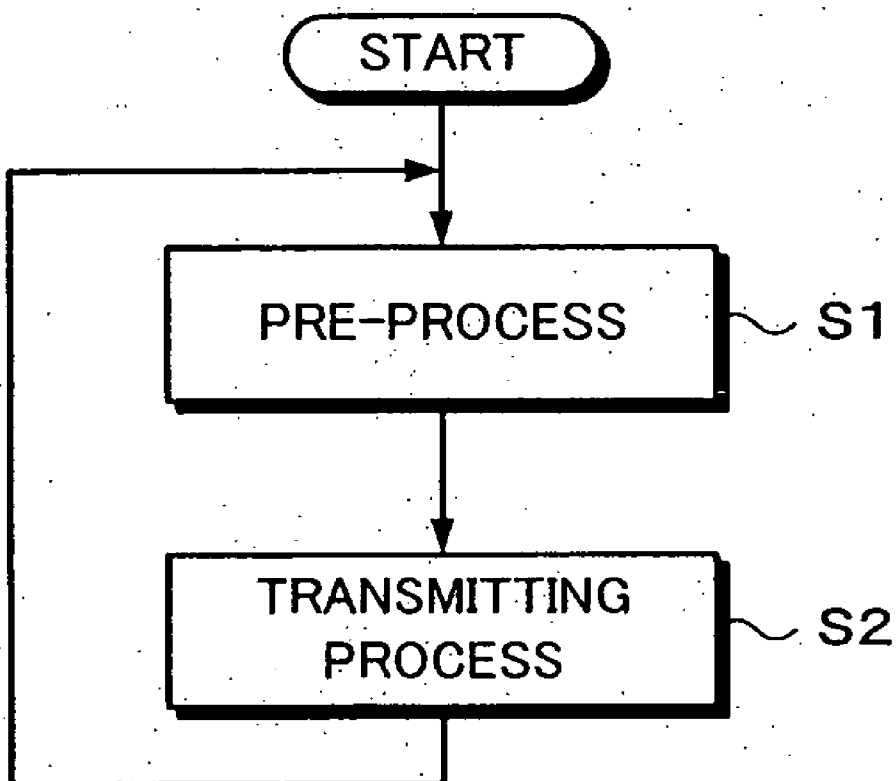 START
PRE-PROCESS
S1
TRANSMITTING
PROCESS
S2